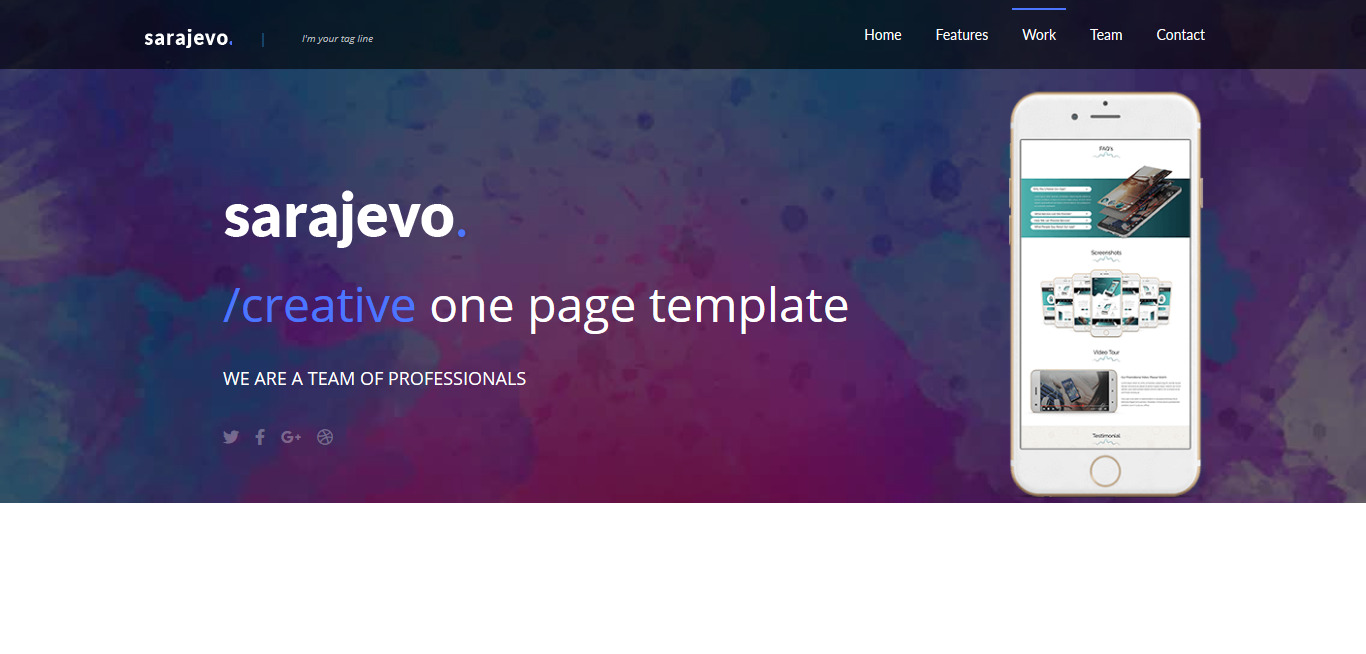 sarajevo. | I'm your tag line
Home Features Work Team Contact
sarajevo.
/creative one page template
WE ARE A TEAM OF PROFESSIONALS
FAQ's
Screenshots
Video Tour
Testimonial